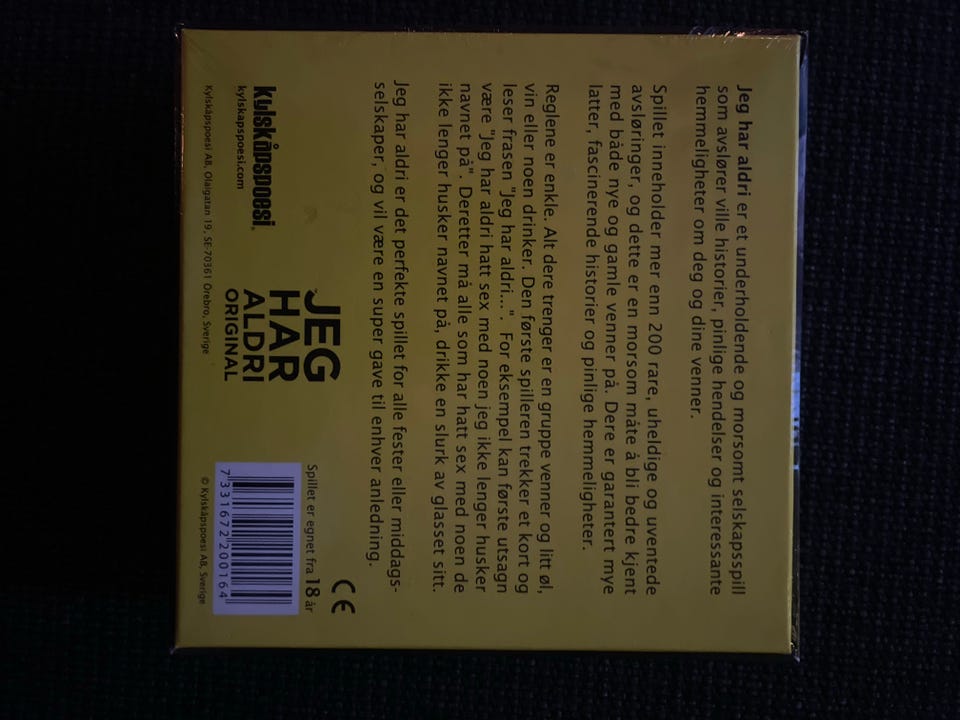 Jeg har aldri er et underholdende og morsomt selskapsspill
som avslører ville historier, pinlige hendelser og interessante
hemmeligheter om deg og dine venner.
Spillet inneholder mer enn 200 rare, uheldige og uventede
avsløringer, og dette er en morsom måte å bli bedre kjent
med både nye og gamle venner på. Dere er garantert mye
latter, fascinerende historier og pinlige hemmeligheter.
Reglene er enkle. Alt dere trenger er en gruppe venner og litt øl,
vin eller noen drinker. Den første spilleren trekker et kort og
leser frasen "Jeg har aldri...". For eksempel kan første utsagn
være "Jeg har aldri hatt sex med noen jeg ikke lenger husker
navnet på". Deretter må alle som har hatt sex med noen de
ikke lenger husker navnet på, drikke en slurk av glasset sitt.
Jeg har aldri er det perfekte spillet for alle fester eller middags-
selskaper, og vil være en super gave til enhver anledning.
kylskåpspoesi®
kylskapspoesi.com
Kylskåpspoesi AB, Olaigatan 19, SE-70361 Örebro, Sverige
JEG
HAR
ALDRI
ORIGINAL
CE
Spillet er egnet fra 18 år
7 331672 200164
© Kylskåpspoesi AB, Sverige